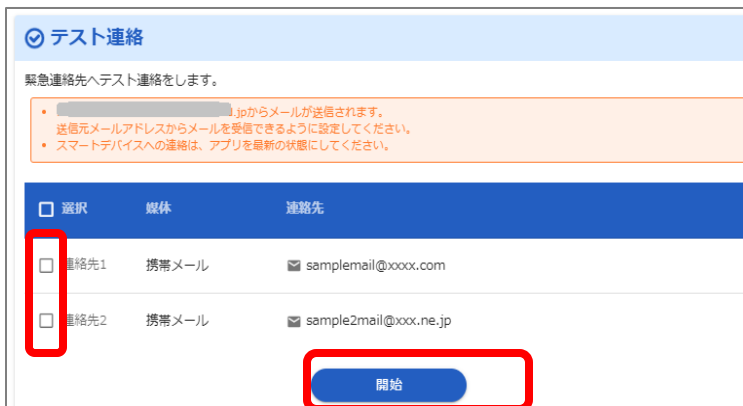 テスト連絡
緊急連絡先へテスト連絡をします。
• .jpからメールが送信されます。
送信元メールアドレスからメールを受信できるように設定してください。
• スマートデバイスへの連絡は、アプリを最新の状態にしてください。
選択 媒体 連絡先
連絡先1 携帯メール samplemail@xxxx.com
連絡先2 携帯メール sample2mail@xxx.ne.jp
開始